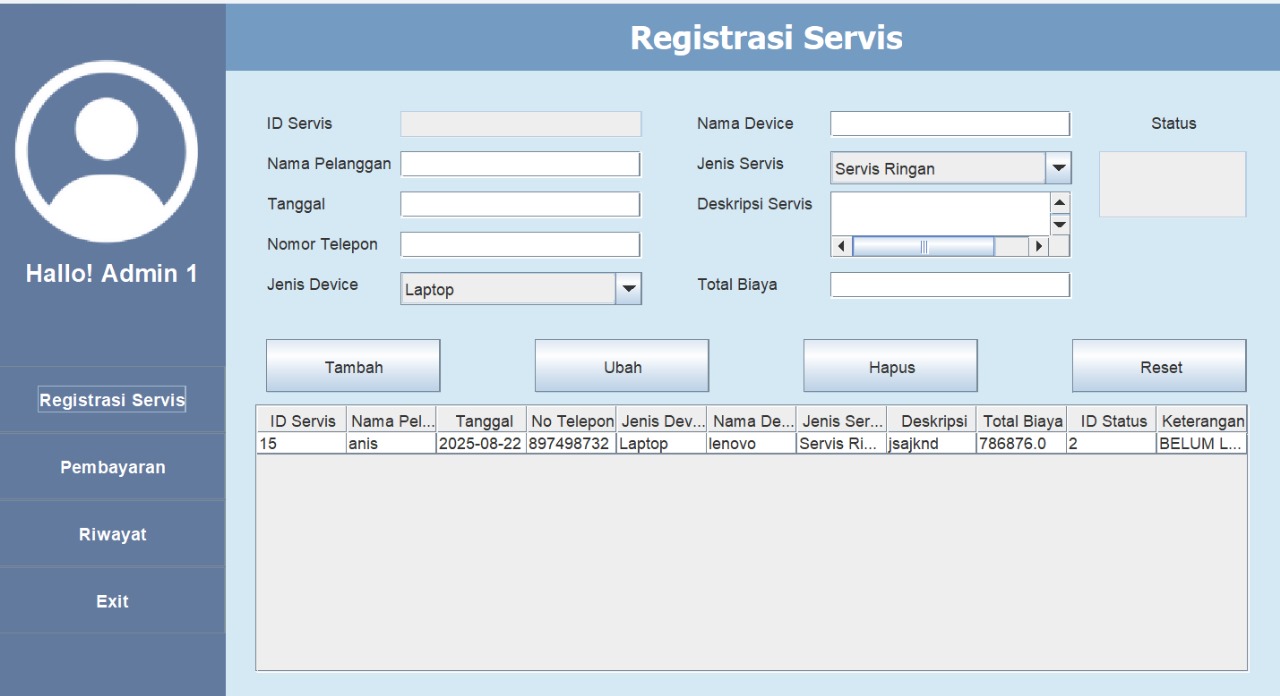 Registrasi Servis
Hallo! Admin 1
Registrasi Servis
Pembayaran
Riwayat
Exit
ID Servis
Nama Pelanggan
Tanggal
Nomor Telepon
Jenis Device
Laptop
Nama Device
Jenis Servis
Servis Ringan
Deskripsi Servis
Total Biaya
Status
Tambah Ubah Hapus Reset
ID Servis Nama Pel... Tanggal No Telepon Jenis Dev... Nama De... Jenis Ser... Deskripsi Total Biaya ID Status Keterangan
15 anis 2025-08-22 897498732 Laptop lenovo Servis Ri... jsajknd 786876.0 2 BELUM L...